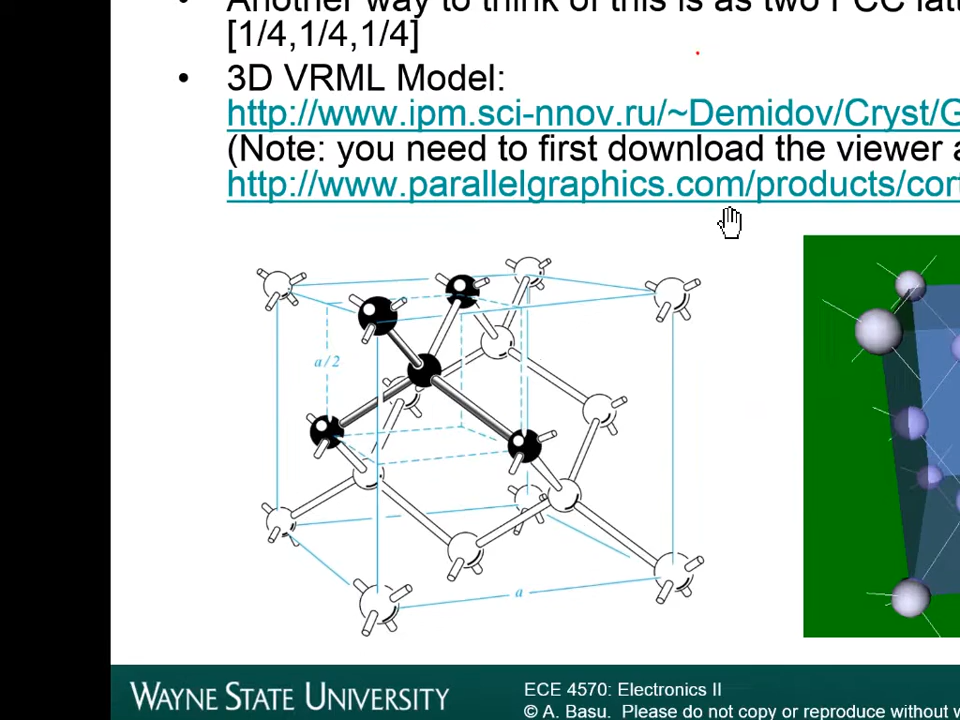 Another way to think of this is as two FCC
[1/4,1/4,1/4]
• 3D VRML Model:
http://www.ipm.sci-nnov.ru/~Demidov/Cryst/G
(Note: you need to first download the viewer a
http://www.parallelgraphics.com/products/cort
a/2
a
WAYNE STATE UNIVERSITY
ECE 4570: Electronics II
© A. Basu. Please do not copy or reproduce without